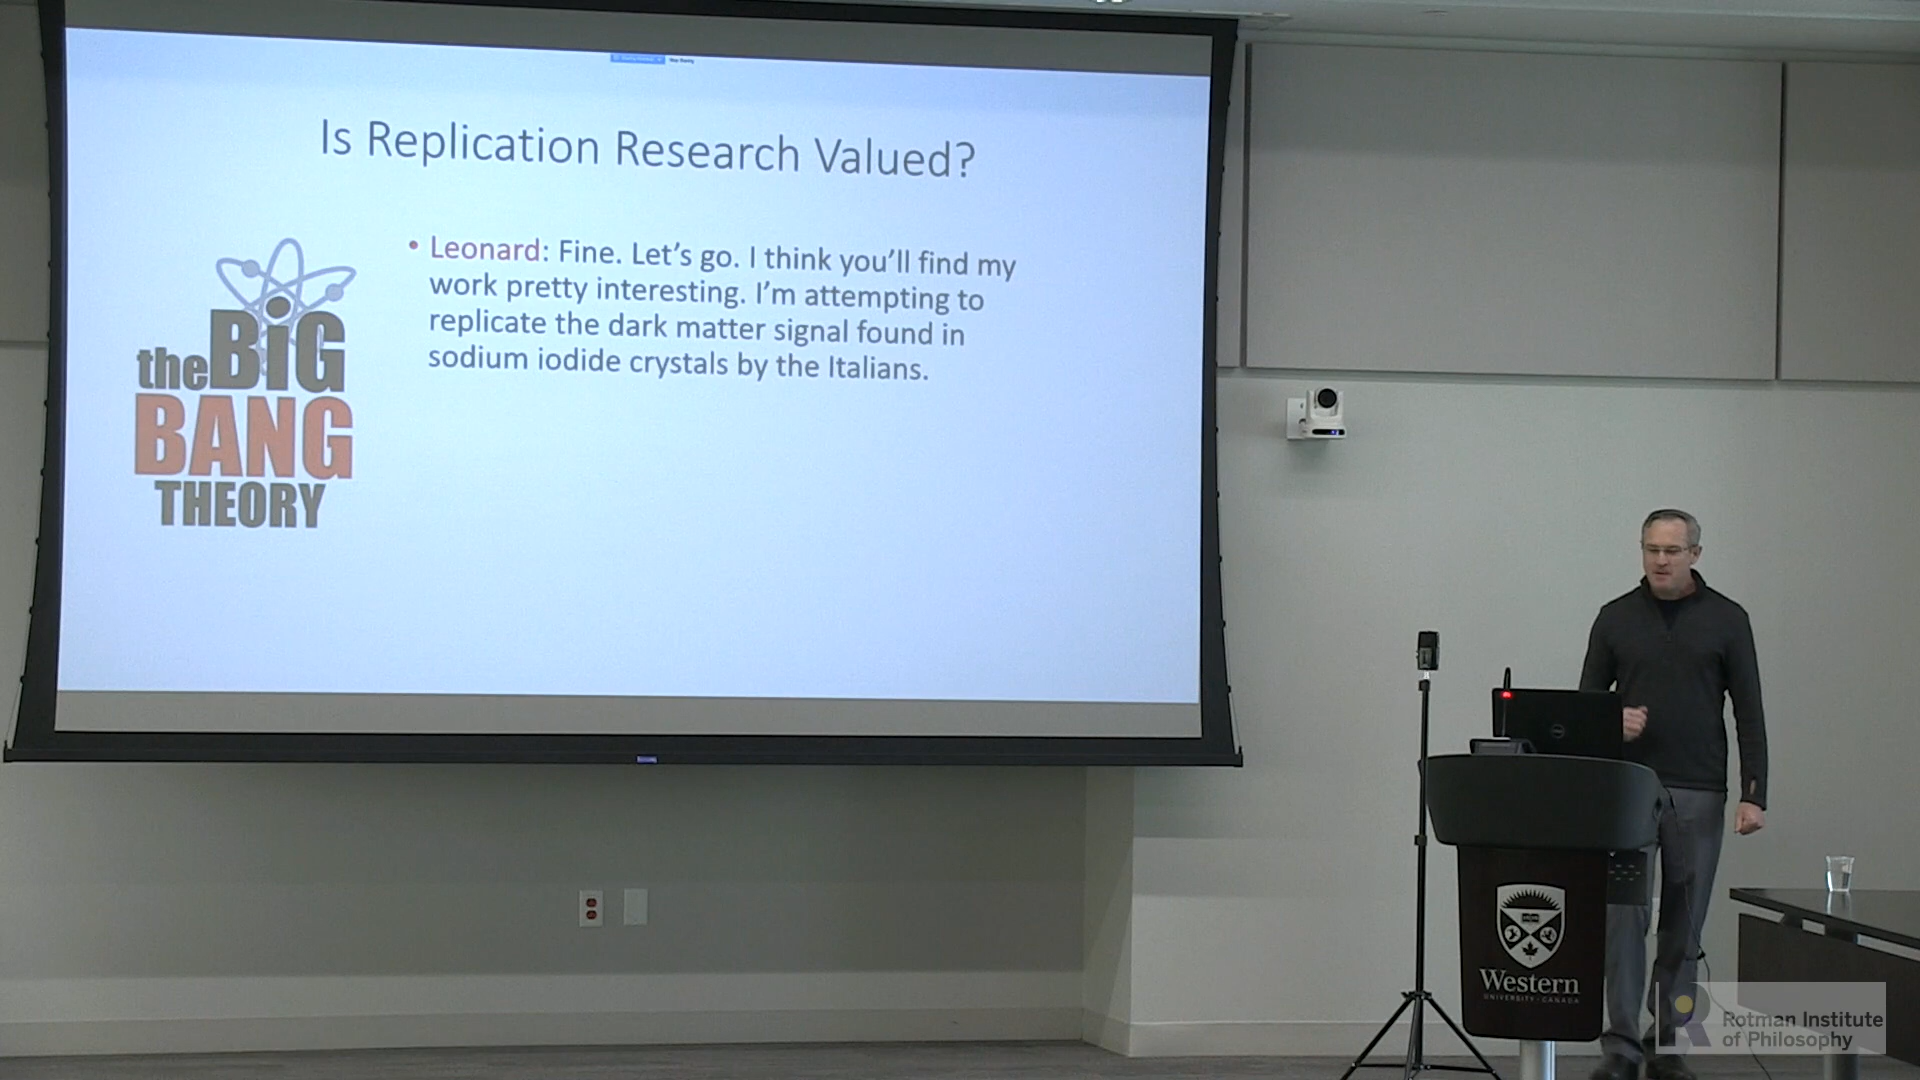 Is Replication Research Valued?
• Leonard: Fine. Let's go. I think you'll find my
work pretty interesting. I'm attempting to
replicate the dark matter signal found in
sodium iodide crystals by the Italians.
the BiG
BANG
THEORY
Western
UNIVERSITY · CANADA
Rotman Institute
of Philosophy